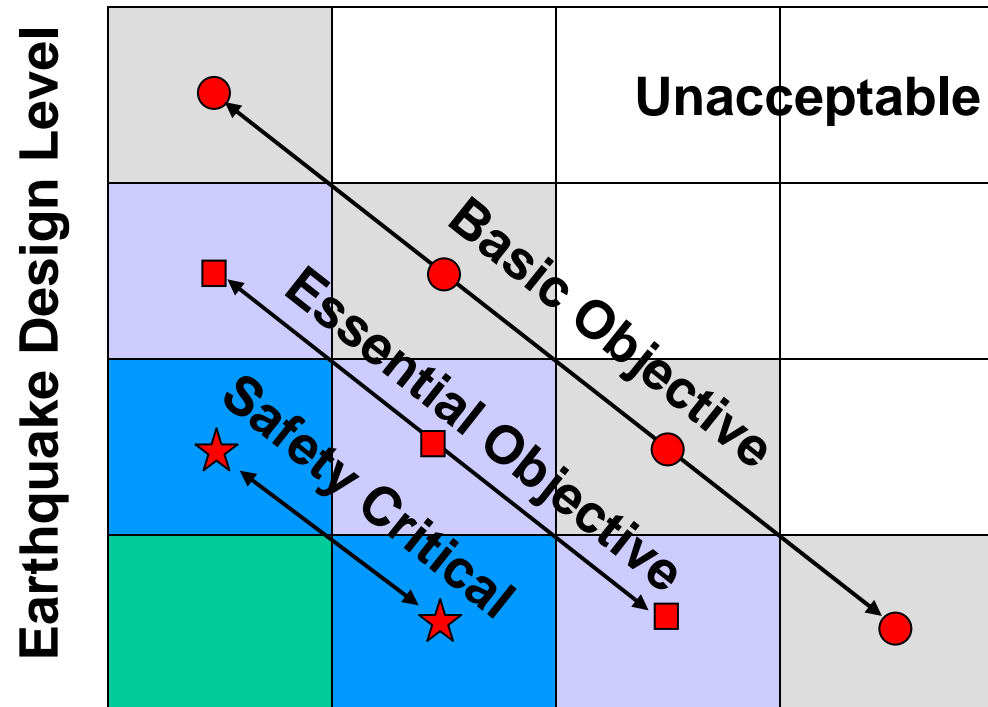 Earthquake Design Level
Unacceptable
Basic Objective
Essential Objective
Safety Critical